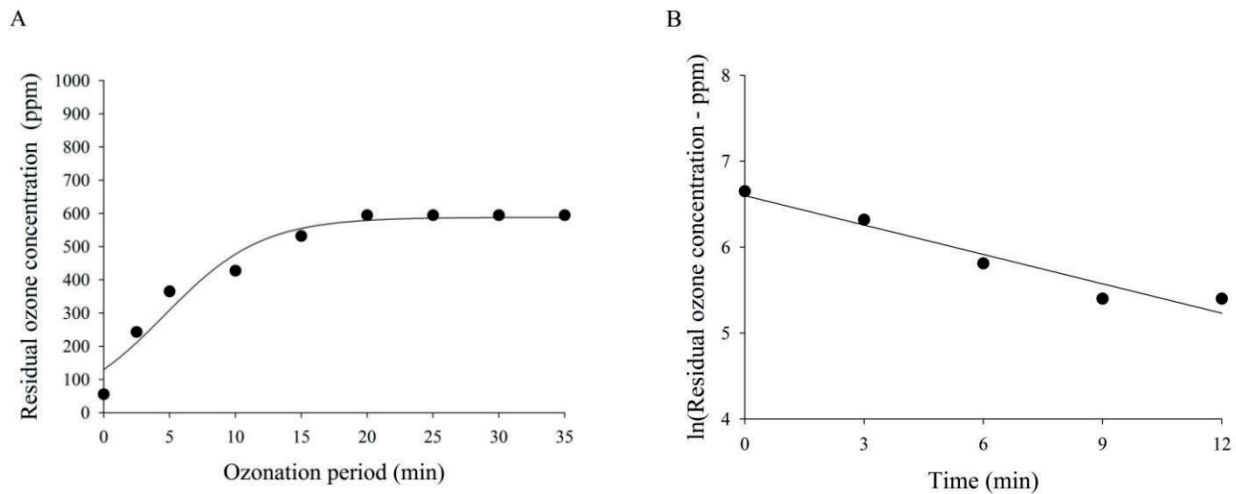 A
Residual ozone concentration (ppm)
1000
900
800
700
600
500
400
300
200
100
0
0 5 10 15 20 25 30 35
Ozonation period (min)
B
ln(Residual ozone concentration - ppm)
8
7
6
5
4
0 3 6 9 12
Time (min)